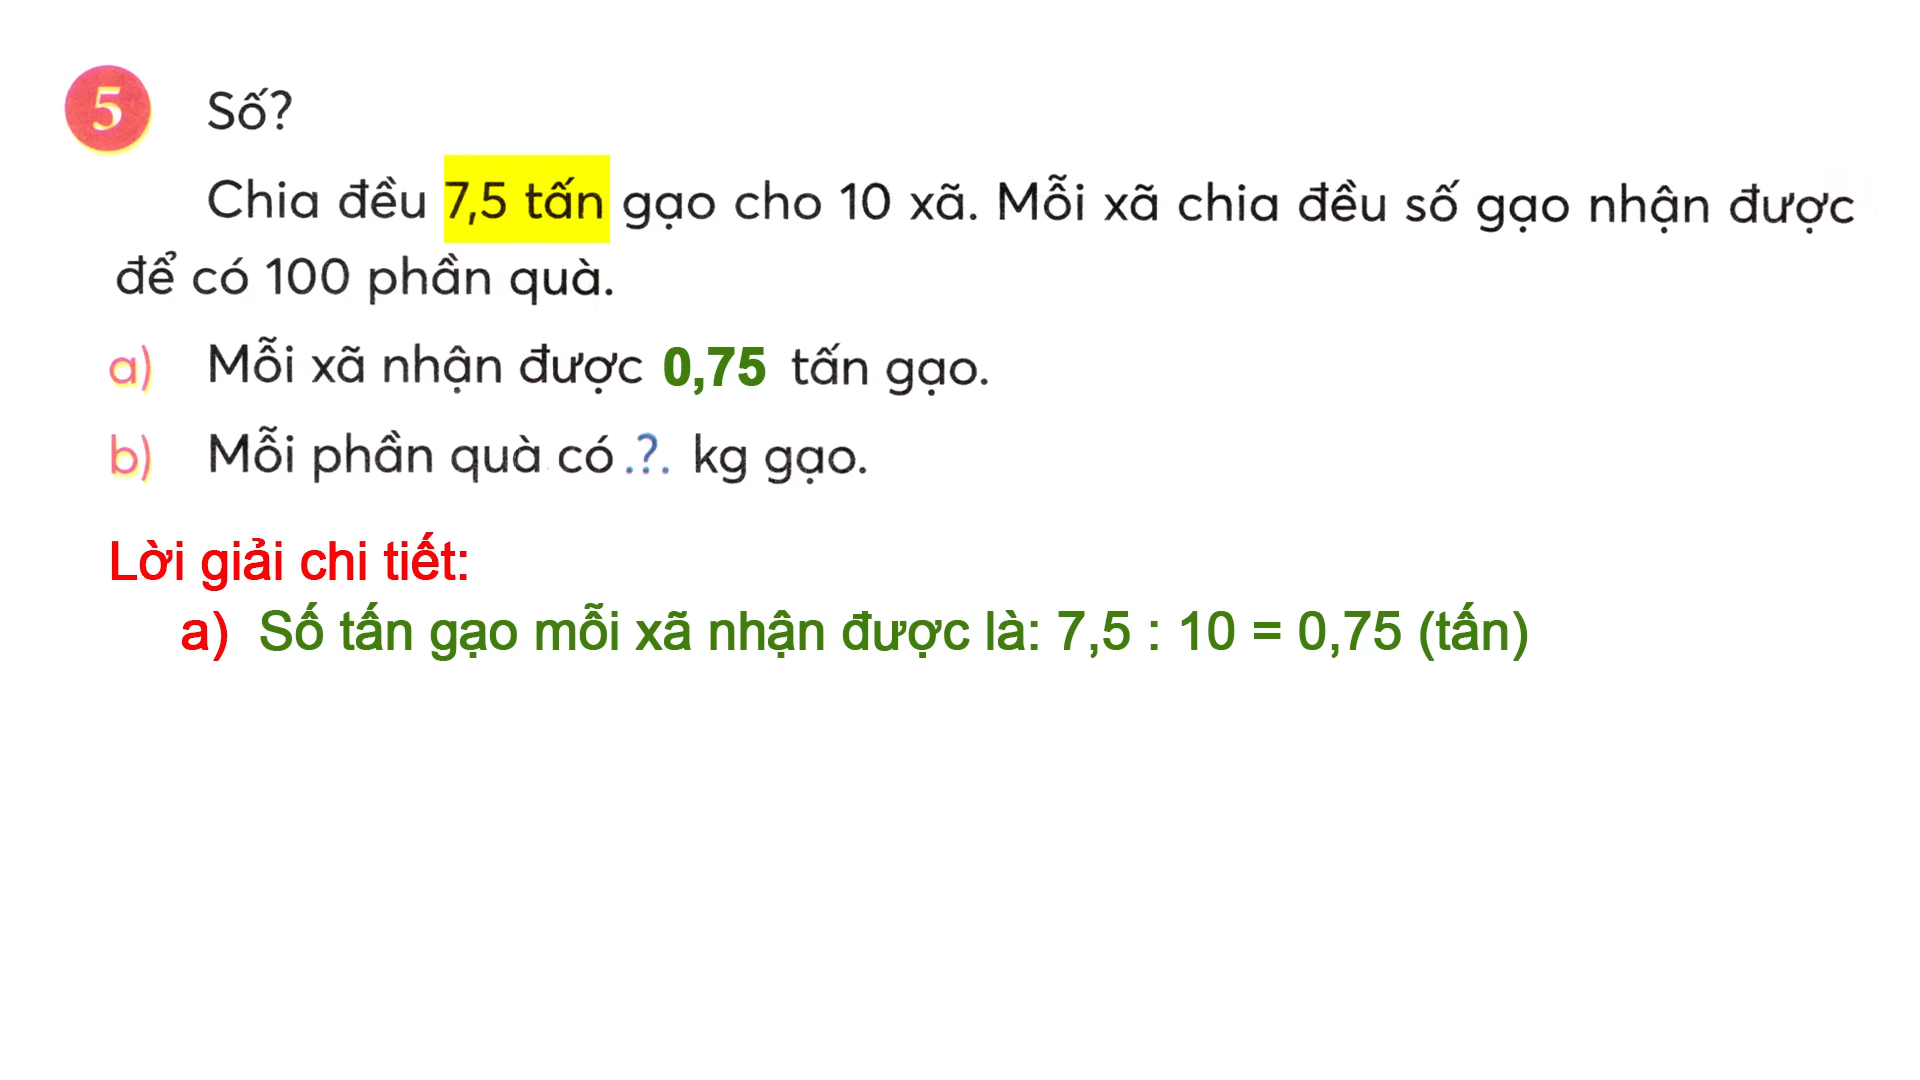 5 Số?
Chia đều 7,5 tấn gạo cho 10 xã. Mỗi xã chia đều số gạo nhận được
để có 100 phần quà.
a) Mỗi xã nhận được 0,75 tấn gạo.
b) Mỗi phần quà có .?. kg gạo.
Lời giải chi tiết:
a) Số tấn gạo mỗi xã nhận được là: 7,5 : 10 = 0,75 (tấn)